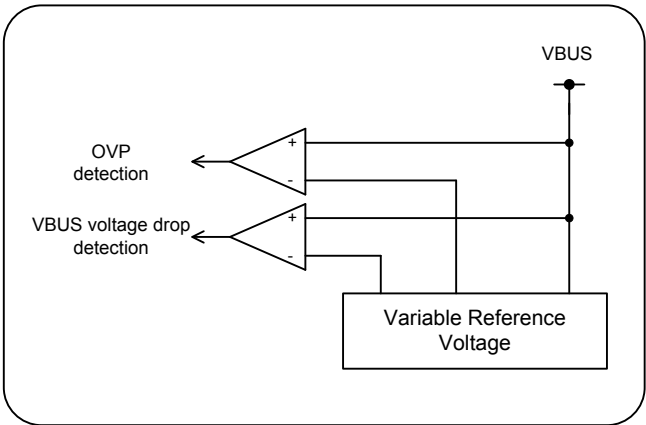 VBUS
OVP
detection
+
-
VBUS voltage drop
detection
+
-
Variable Reference
Voltage